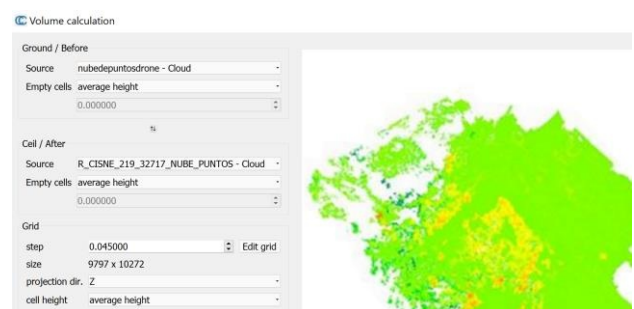 Volume calculation
Ground / Before
Source nubedepuntosdrone - Cloud
Empty cells average height
0.000000
Ceil / After
Source R_CISNE_219_32717_NUBE_PUNTOS - Cloud
Empty cells average height
0.000000
Grid
step 0.045000 Edit grid
size 9797 x 10272
projection dir. Z
cell height average height